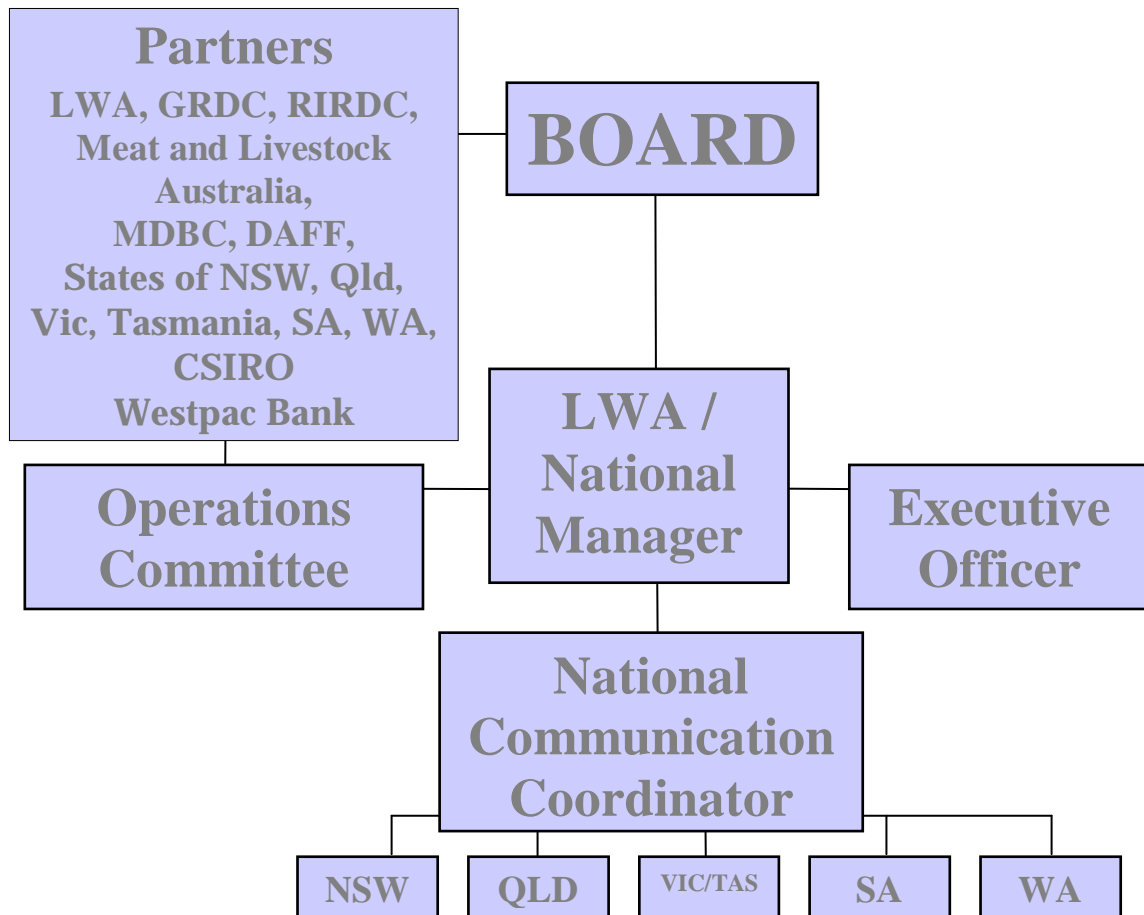 Partners
LWA, GRDC, RIRDC,
Meat and Livestock
Australia,
MDBC, DAFF,
States of NSW, Qld,
Vic, Tasmania, SA, WA,
CSIRO
Westpac Bank
BOARD
LWA /
National
Manager
Operations
Committee
Executive
Officer
National
Communication
Coordinator
NSW
QLD
VIC/TAS
SA
WA